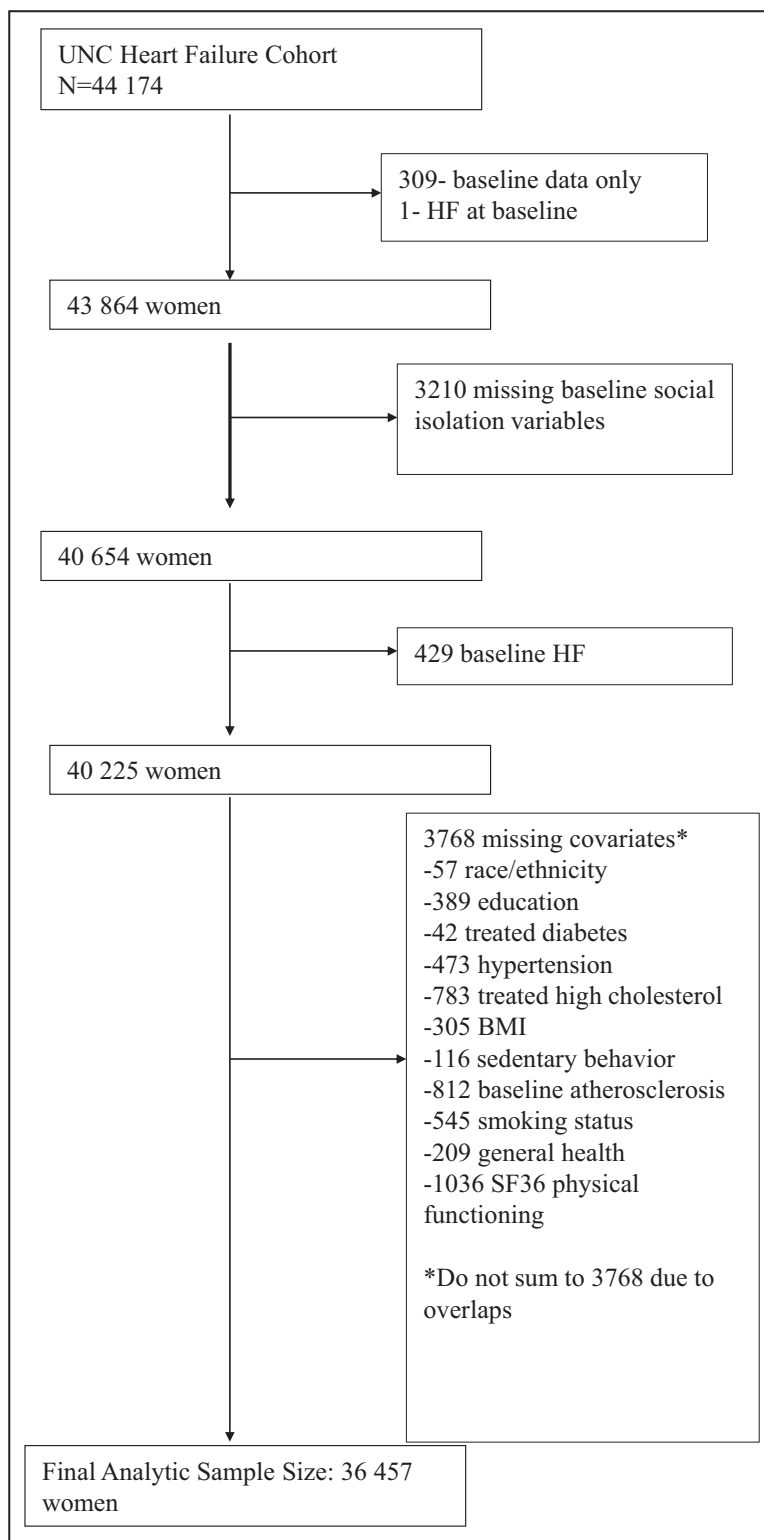 UNC Heart Failure Cohort
N=44 174
309- baseline data only
1- HF at baseline
43 864 women
3210 missing baseline social
isolation variables
40 654 women
429 baseline HF
40 225 women
3768 missing covariates*
-57 race/ethnicity
-389 education
-42 treated diabetes
-473 hypertension
-783 treated high cholesterol
-305 BMI
-116 sedentary behavior
-812 baseline atherosclerosis
-545 smoking status
-209 general health
-1036 SF36 physical
functioning
*Do not sum to 3768 due to
overlaps
Final Analytic Sample Size: 36 457
women